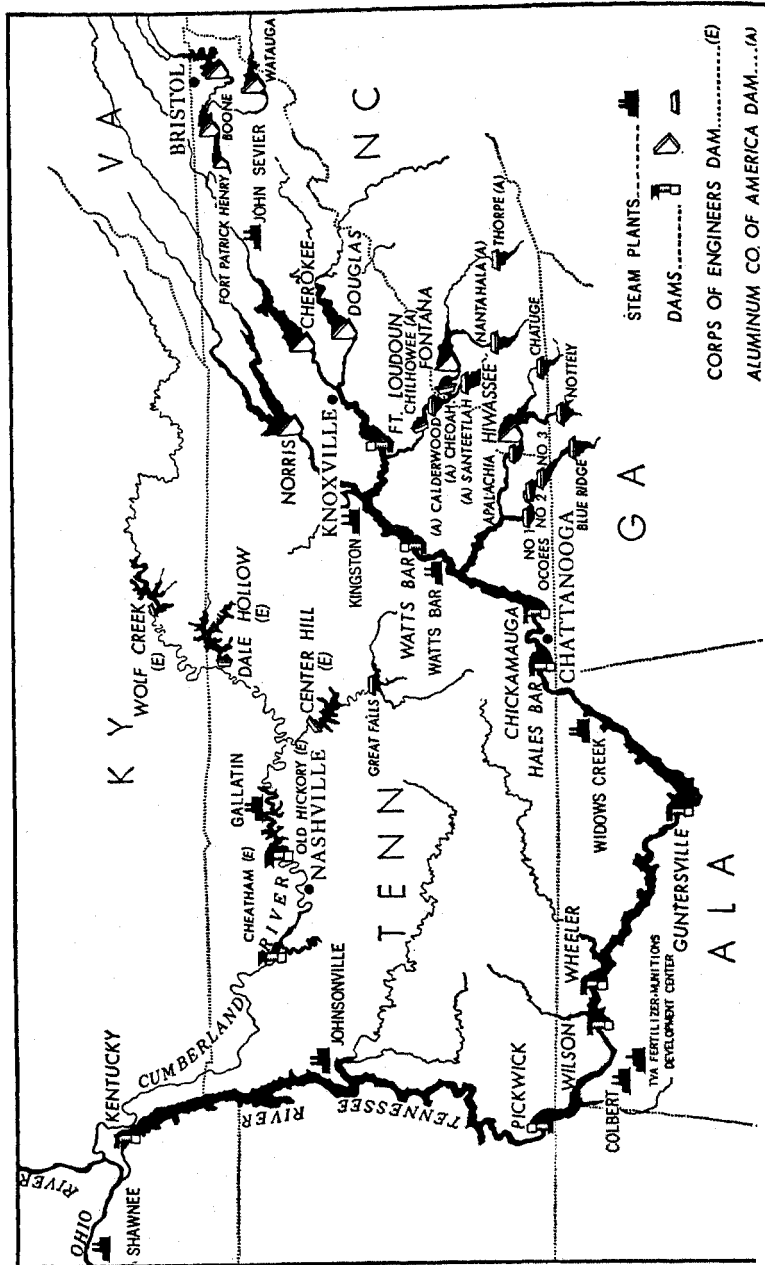 VA
BRISTOL
BOONE
WATAUGA
FORT PATRICK HENRY
JOHN SEVIER
NC
KY
WOLF CREEK
(E)
DALE HOLLOW
(E)
CENTER HILL
(E)
GREAT FALLS
GALLATIN
OLD HICKORY (E)
CHEATHAM (E)
NASHVILLE
CUMBERLAND
RIVER
KENTUCKY
OHIO
RIVER
SHAWNEE
JOHNSONVILLE
TENNESSEE
RIVER
TENN
NORRIS
CHEROKEE
DOUGLAS
KNOXVILLE
KINGSTON
FT. LOUDOUN
CHILHOWEE (A)
FONTANA
(A) CALDERWOOD
(A) CHEOAH
(A) SANTEETLAH
NANTAHALA (A)
THORPE (A)
WATTS BAR
WATTS BAR
HIWASSEE
APALACHIA
CHATUGE
NOTTELY
NO 1
NO 2
NO. 3
OCOEES
BLUE RIDGE
CHICKAMAUGA
CHATTANOOGA
HALES BAR
WIDOWS CREEK
GUNTERSVILLE
WHEELER
WILSON
PICKWICK
COLBERT
TVA FERTILIZER-MUNITIONS
DEVELOPMENT CENTER
ALA
GA
STEAM PLANTS
DAMS
CORPS OF ENGINEERS DAM (E)
ALUMINUM CO. OF AMERICA DAM (A)